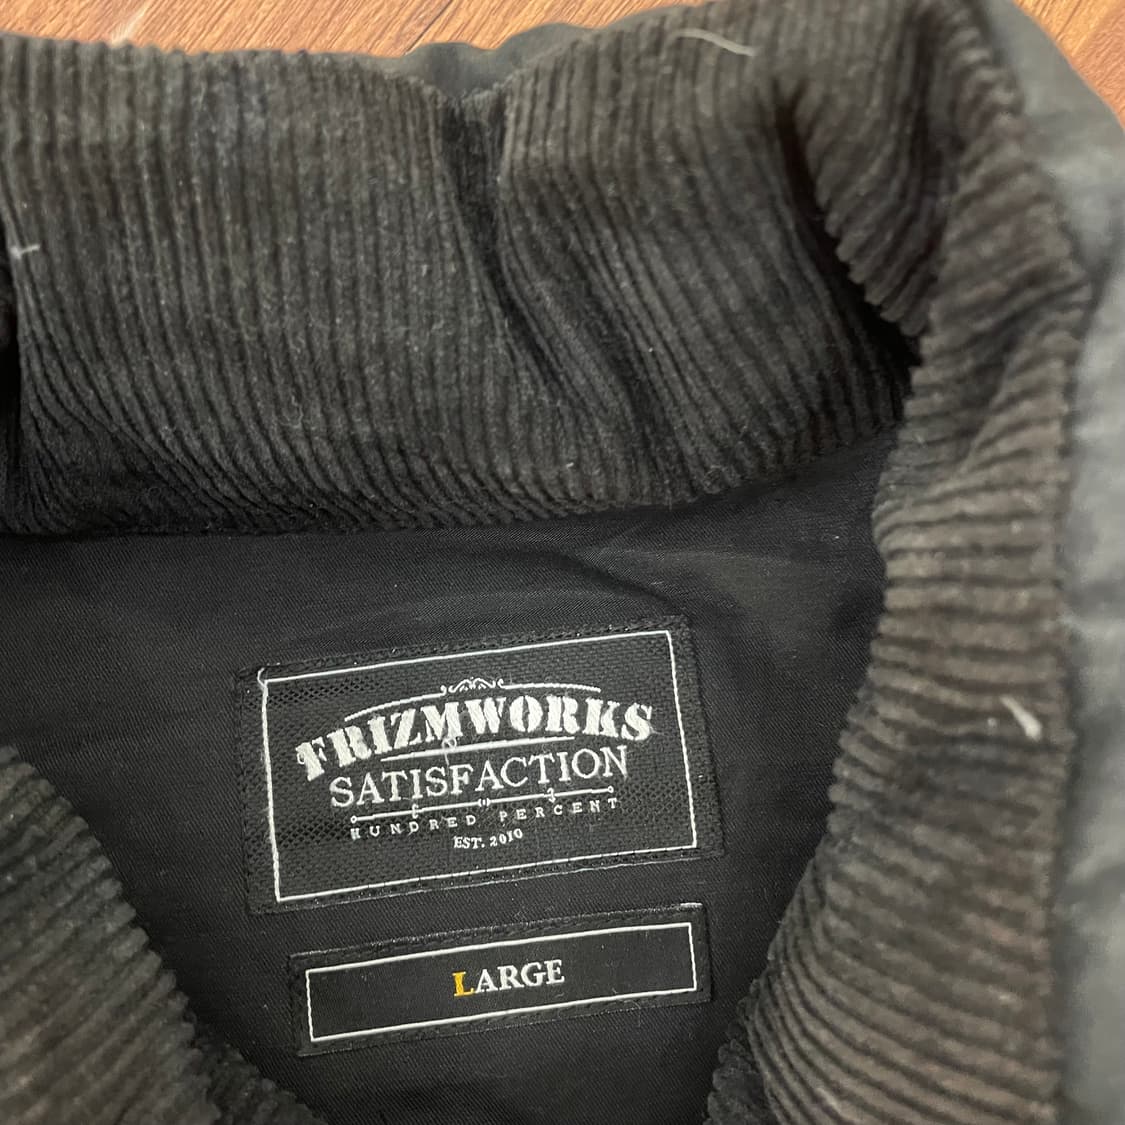 FRIZMWORKS
SATISFACTION
HUNDRED PERCENT
EST. 2010
LARGE